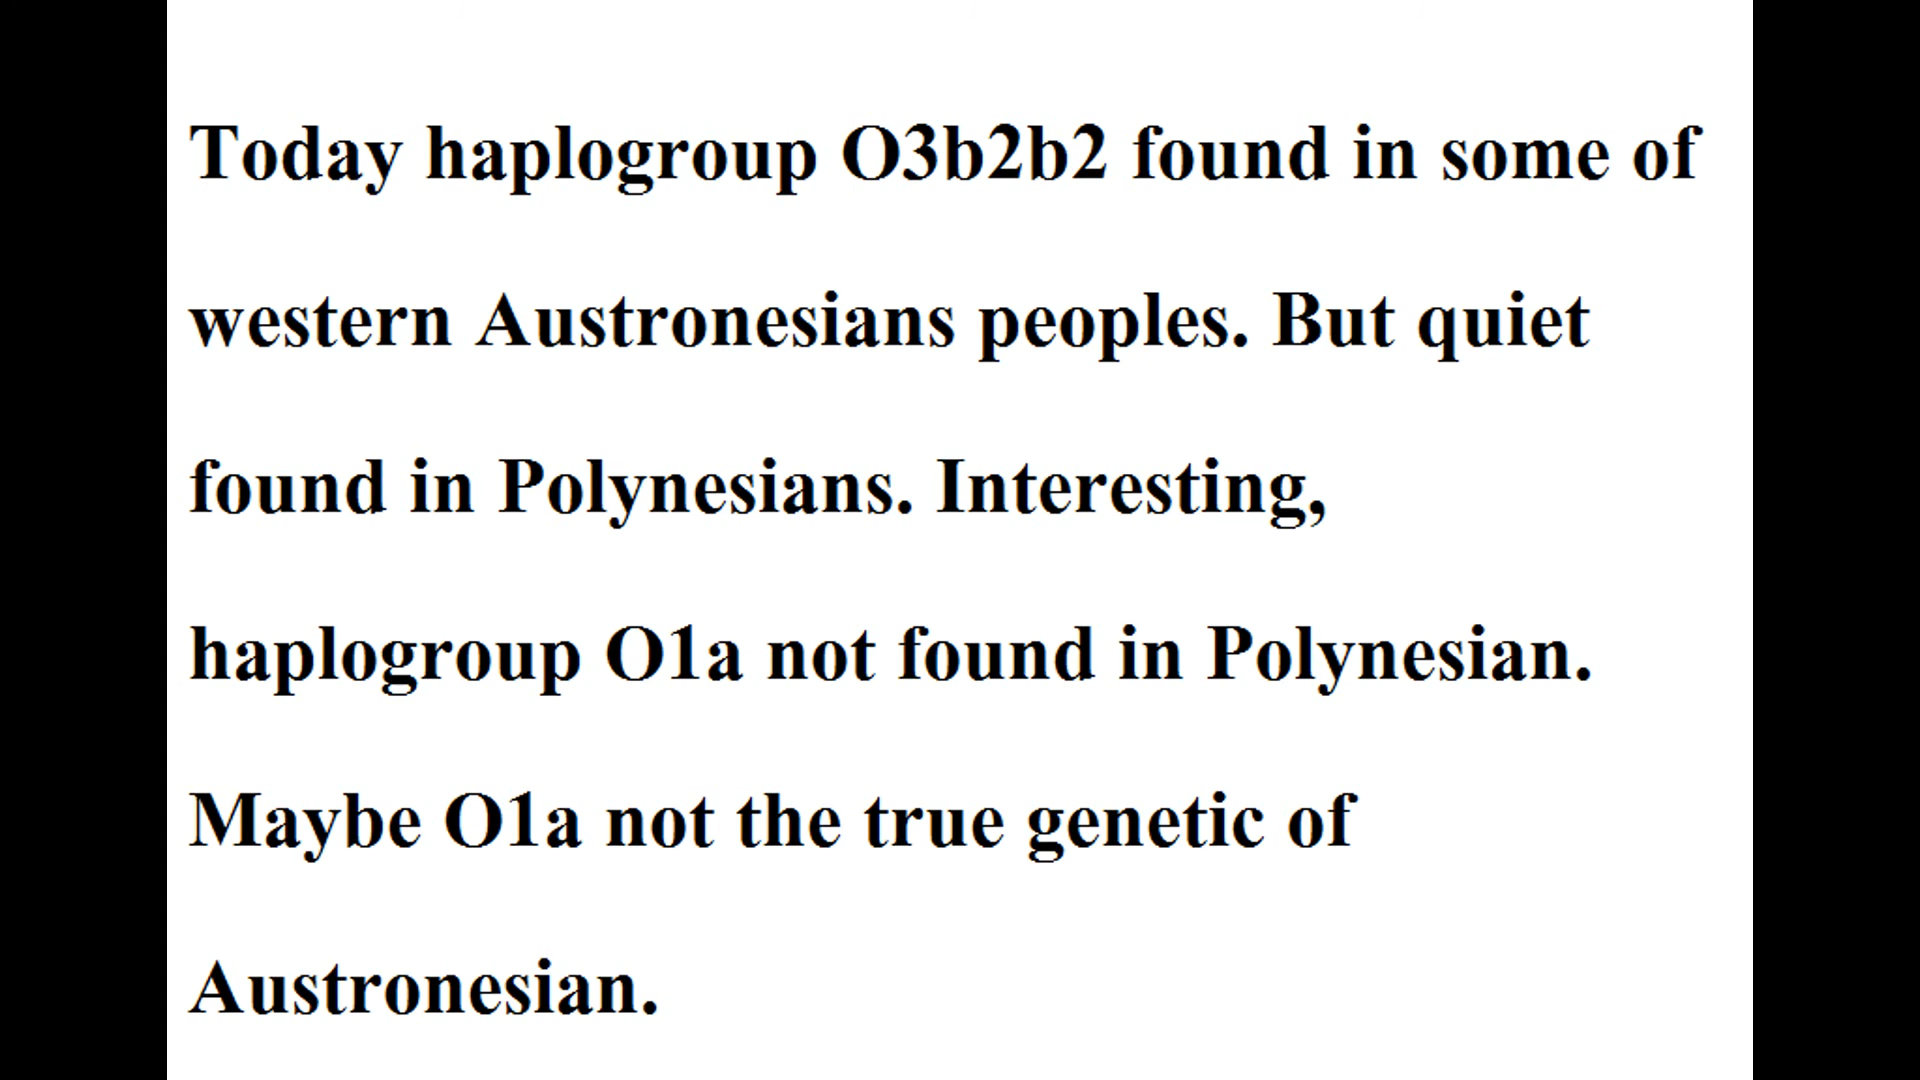 Today haplogroup O3b2b2 found in some of
western Austronesians peoples. But quiet
found in Polynesians. Interesting,
haplogroup O1a not found in Polynesian.
Maybe O1a not the true genetic of
Austronesian.